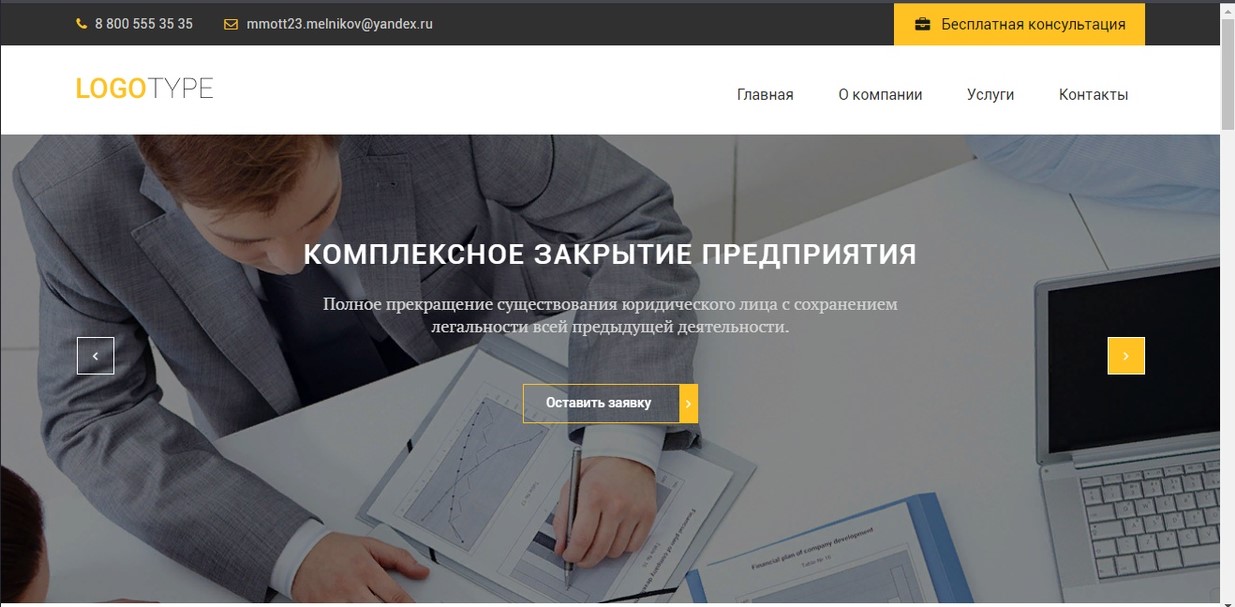 8 800 555 35 35
mmott23.melnikov@yandex.ru
Бесплатная консультация
LOGOTYPE
Главная
О компании
Услуги
Контакты
КОМПЛЕКСНОЕ ЗАКРЫТИЕ ПРЕДПРИЯТИЯ
Полное прекращение существования юридического лица с сохранением
легальности всей предыдущей деятельности.
Оставить заявку
Financial plan of company development